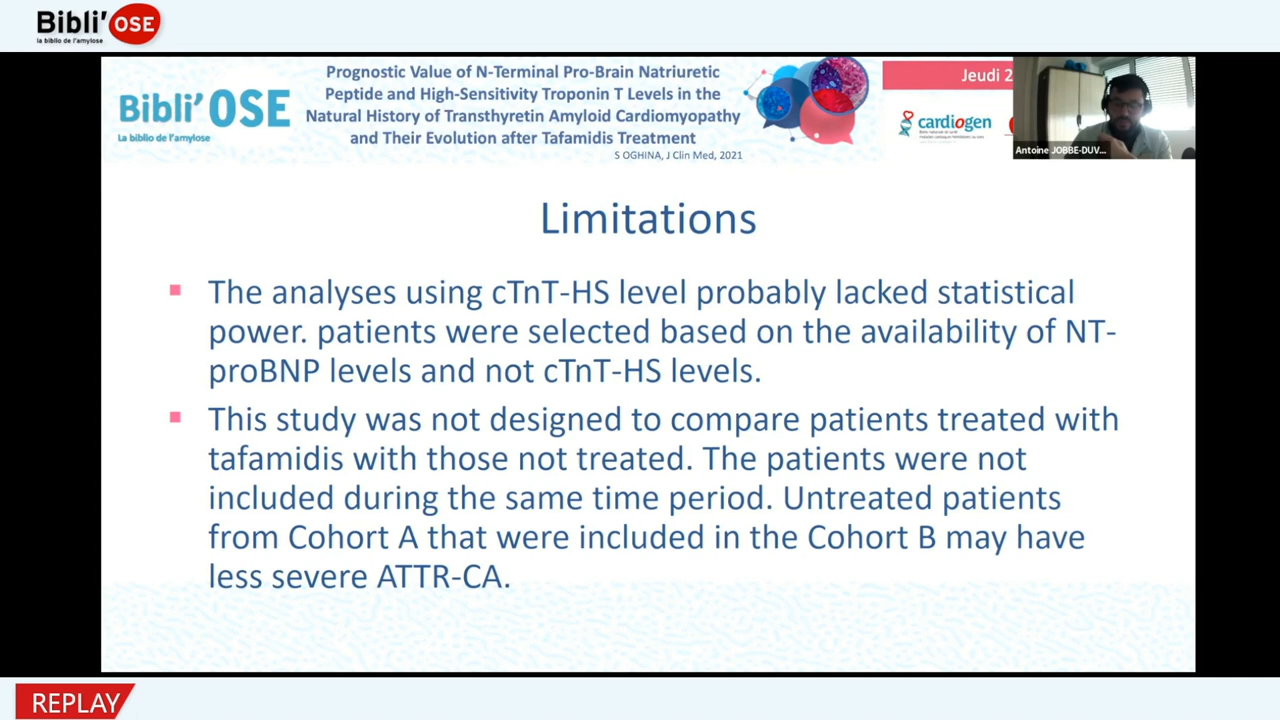 Bibli'OSE
la biblio de l'amylose
Prognostic Value of N-Terminal Pro-Brain Natriuretic
Peptide and High-Sensitivity Troponin T Levels in the
Natural History of Transthyretin Amyloid Cardiomyopathy
and Their Evolution after Tafamidis Treatment
S OGHINA, J Clin Med, 2021
Bibli'OSE
La biblio de l'amylose
Jeudi 2
cardiogen
Antoine JOBBE-DUV...
Limitations
The analyses using cTnT-HS level probably lacked statistical
power. patients were selected based on the availability of NT-
proBNP levels and not cTnT-HS levels.
This study was not designed to compare patients treated with
tafamidis with those not treated. The patients were not
included during the same time period. Untreated patients
from Cohort A that were included in the Cohort B may have
less severe ATTR-CA.
REPLAY